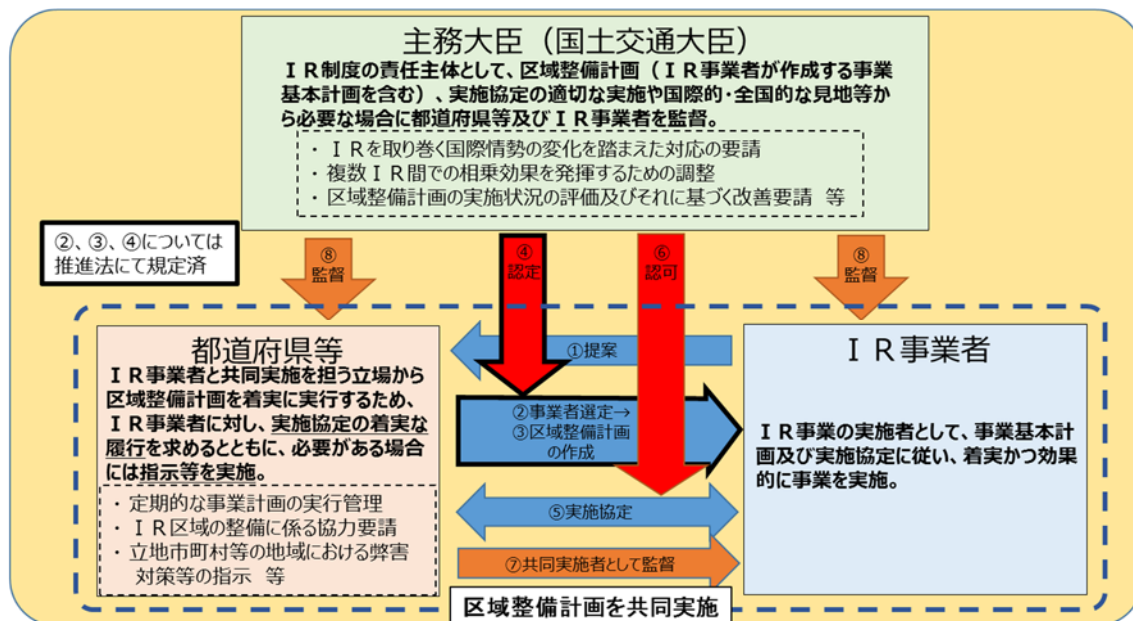 主務大臣（国土交通大臣）
ＩＲ制度の責任主体として、区域整備計画（ＩＲ事業者が作成する事業
基本計画を含む）、実施協定の適切な実施や国際的・全国的な見地等か
ら必要な場合に都道府県等及びＩＲ事業者を監督。
・ ＩＲを取り巻く国際情勢の変化を踏まえた対応の要請
・ 複数ＩＲ間での相乗効果を発揮するための調整
・ 区域整備計画の実施状況の評価及びそれに基づく改善要請 等
②、③、④については
推進法にて規定済
⑧
監督
④
認定
⑥
認可
⑧
監督
都道府県等
ＩＲ事業者と共同実施を担う立場から
区域整備計画を着実に実行するため、
ＩＲ事業者に対し、実施協定の着実な
履行を求めるとともに、必要がある場合
には指示等を実施。
・ 定期的な事業計画の実行管理
・ ＩＲ区域の整備に係る協力要請
・ 立地市町村等の地域における弊害
対策等の指示 等
①提案
②事業者選定→
③区域整備計画
の作成
⑤実施協定
⑦共同実施者として監督
ＩＲ事業者
ＩＲ事業の実施者として、事業基本計
画及び実施協定に従い、着実かつ効果
的に事業を実施。
区域整備計画を共同実施